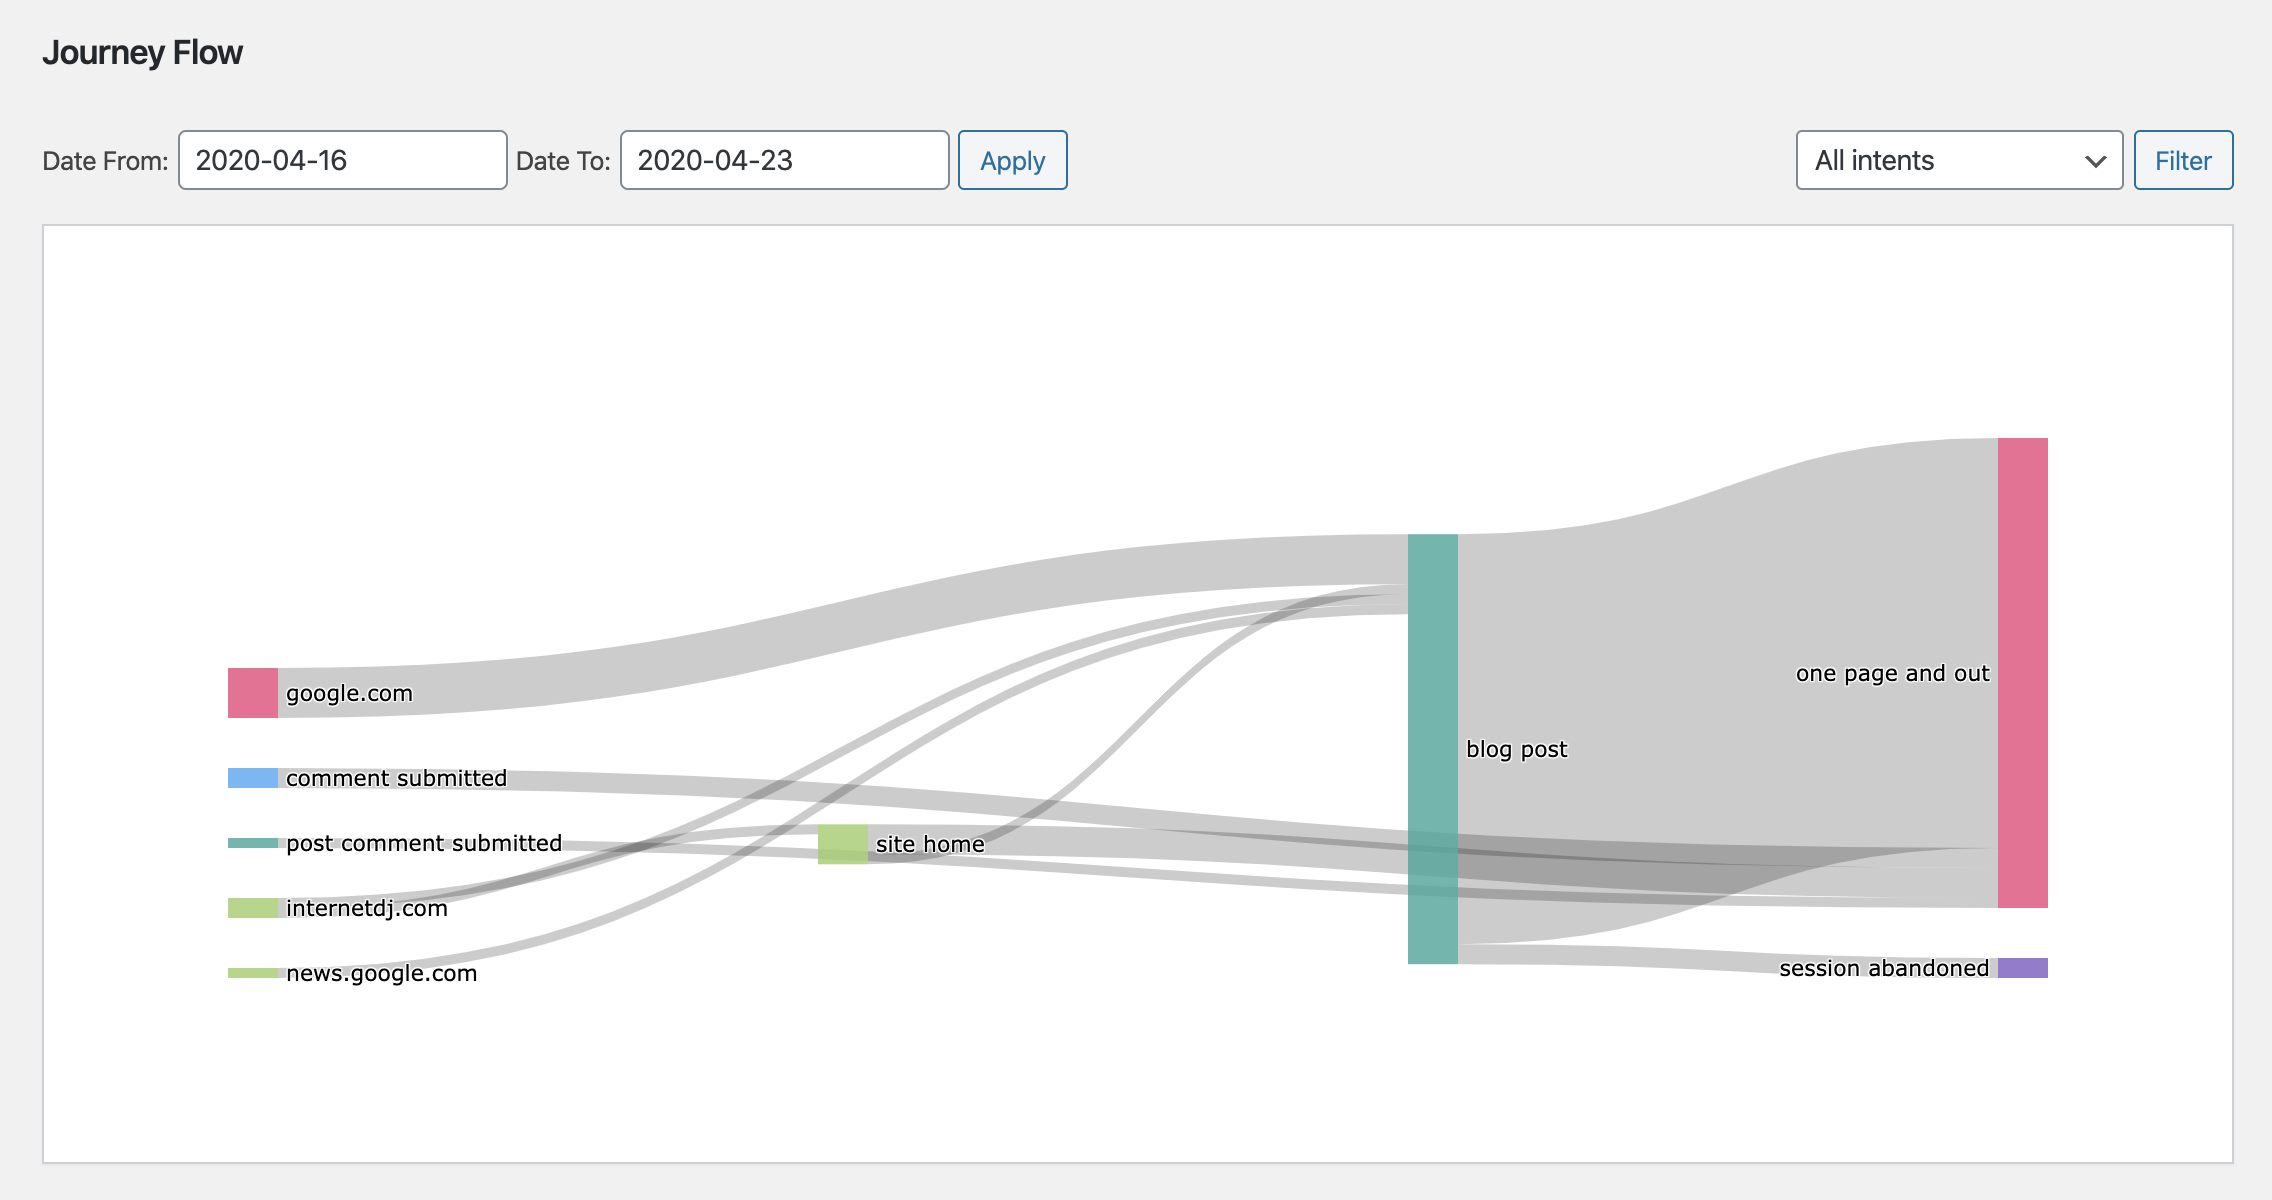 Journey Flow
Date From: 2020-04-16 Date To: 2020-04-23 Apply All intents Filter
one page and out
google.com
blog post
comment submitted
post comment submitted
site home
internetdj.com
session abandoned
news.google.com